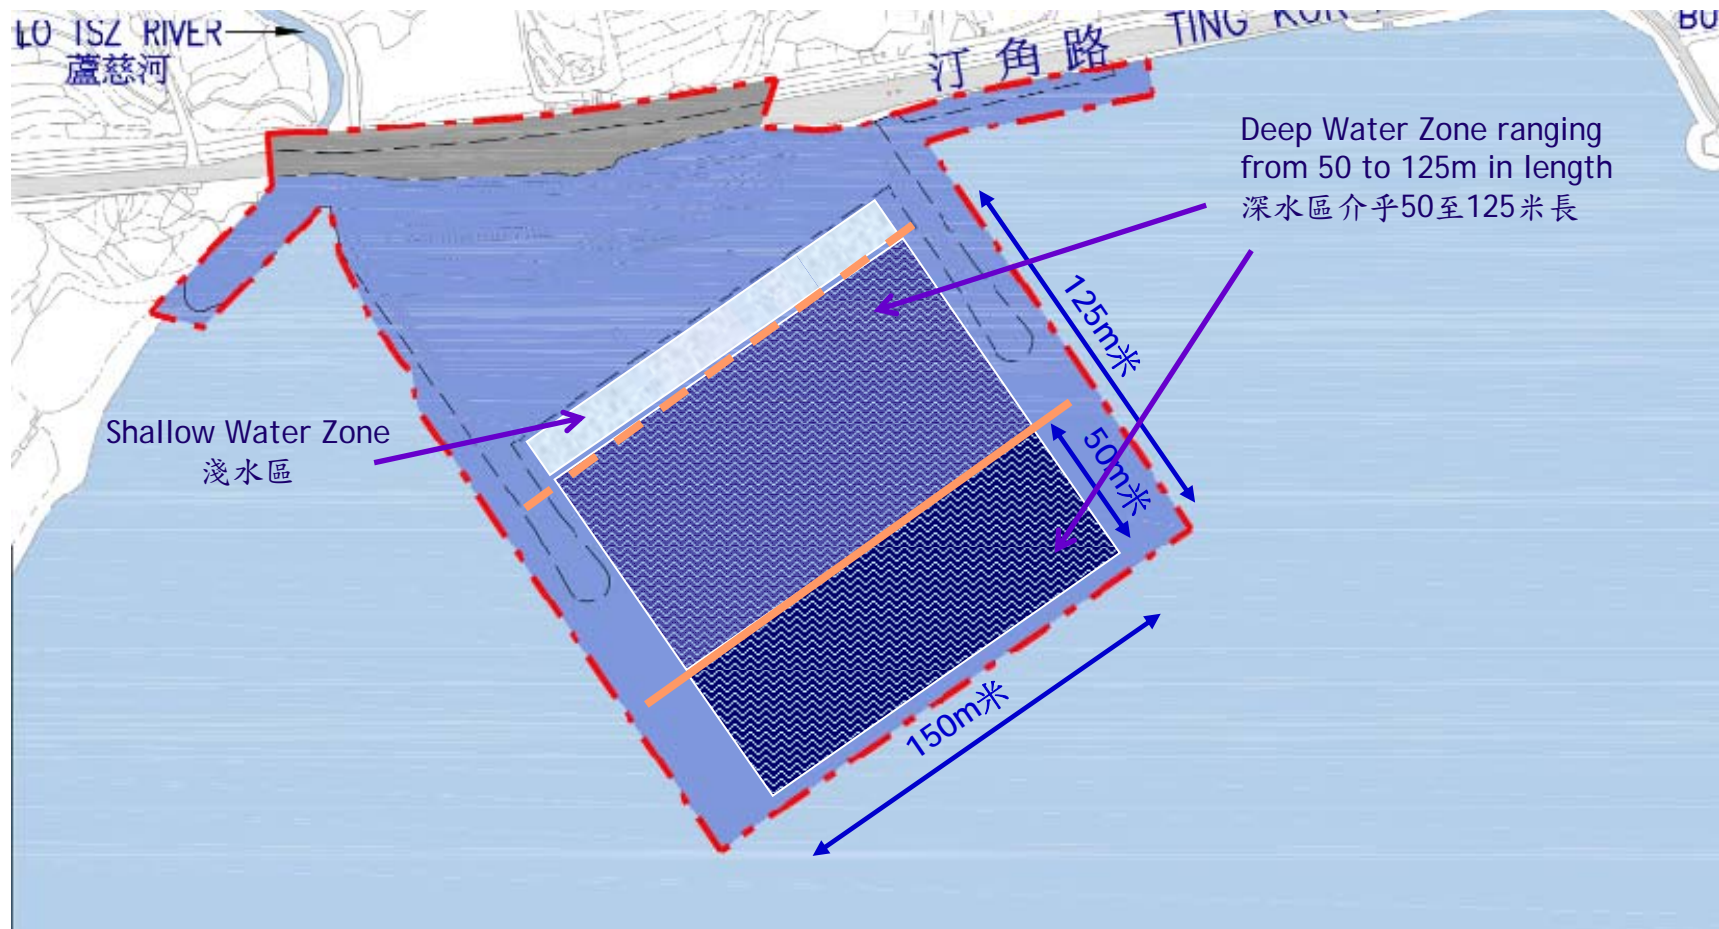 LO TSZ RIVER
蘆慈河
汀角路
TING KOK
BU
Deep Water Zone ranging
from 50 to 125m in length
深水區介乎50至125米長
125m米
50m米
Shallow Water Zone
淺水區
150m米